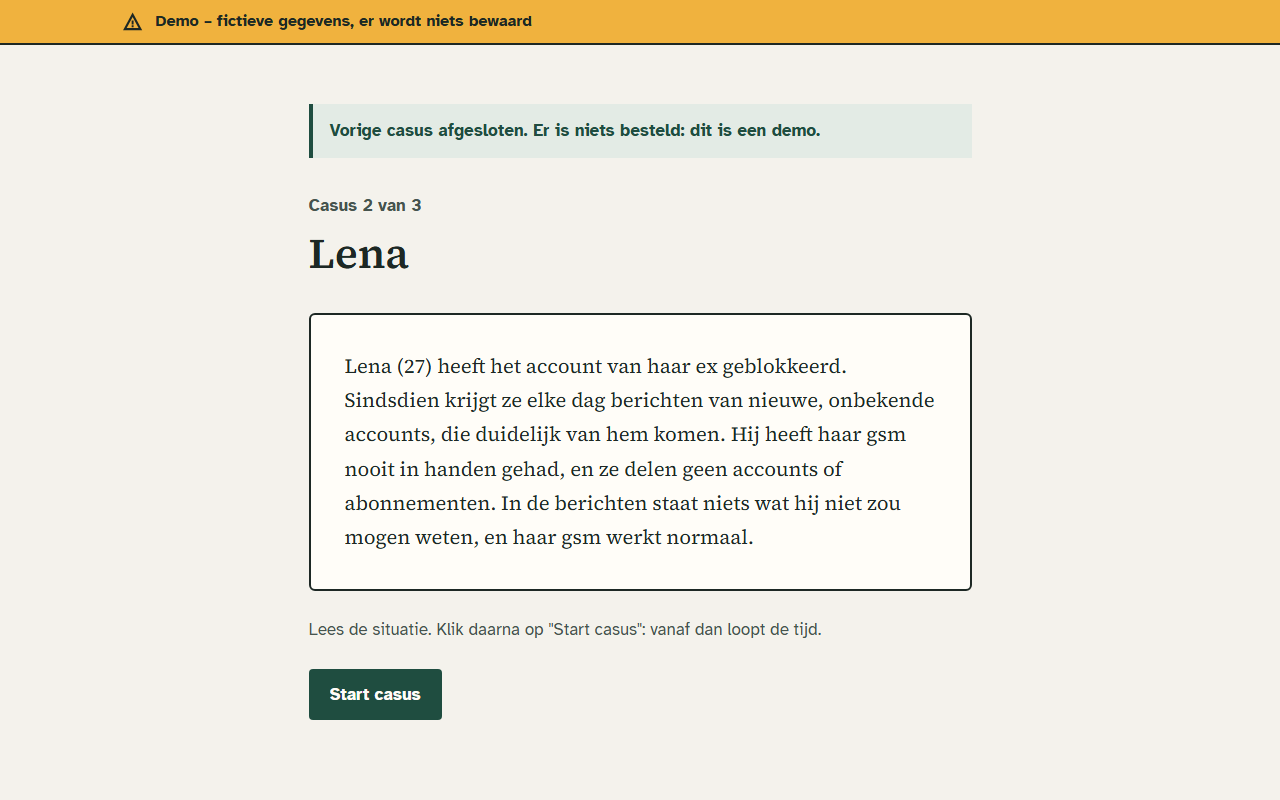 Demo – fictieve gegevens, er wordt niets bewaard
Vorige casus afgesloten. Er is niets besteld: dit is een demo.
Casus 2 van 3
Lena
Lena (27) heeft het account van haar ex geblokkeerd.
Sindsdien krijgt ze elke dag berichten van nieuwe, onbekende
accounts, die duidelijk van hem komen. Hij heeft haar gsm
nooit in handen gehad, en ze delen geen accounts of
abonnementen. In de berichten staat niets wat hij niet zou
mogen weten, en haar gsm werkt normaal.
Lees de situatie. Klik daarna op "Start casus": vanaf dan loopt de tijd.
Start casus